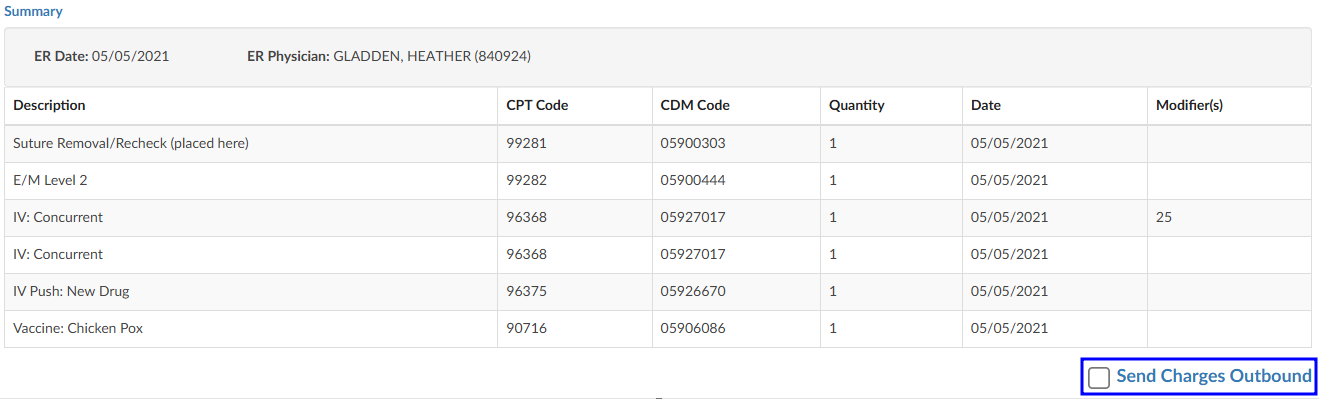 Summary
ER Date: 05/05/2021 ER Physician: GLADDEN, HEATHER (840924)
Description CPT Code CDM Code Quantity Date Modifier(s)
Suture Removal/Recheck (placed here) 99281 05900303 1 05/05/2021
E/M Level 2 99282 05900444 1 05/05/2021
IV: Concurrent 96368 05927017 1 05/05/2021 25
IV: Concurrent 96368 05927017 1 05/05/2021
IV Push: New Drug 96375 05926670 1 05/05/2021
Vaccine: Chicken Pox 90716 05906086 1 05/05/2021
Send Charges Outbound